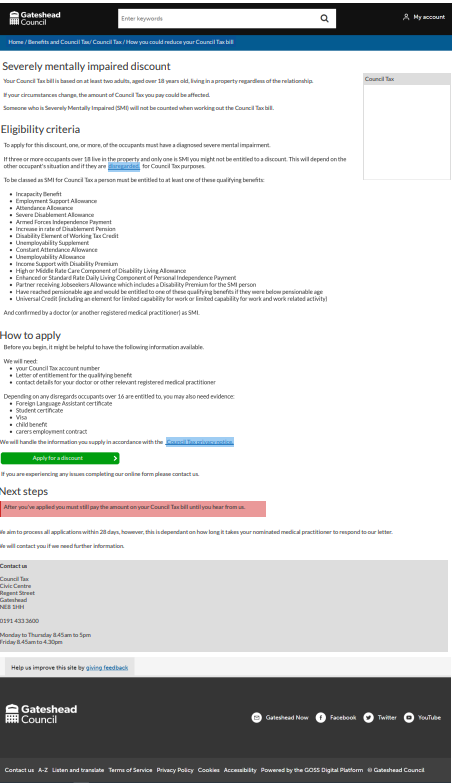 Gateshead
Council
Enter keywords
My account
Home / Benefits and Council Tax/ Council Tax / How you could reduce your Council Tax bill
Severely mentally impaired discount
Your Council Tax bill is based on at least two adults, aged over 18 years old, living in a property regardless of the relationship.
Council Tax
If your circumstances change, the amount of Council Tax you pay could be affected.
Someone who is Severely Mentally Impaired (SMI) will not be counted when working out the Council Tax bill.
Eligibility criteria
To apply for this discount, one, or more, of the occupants must have a diagnosed severe mental impairment.
If three or more occupants over 18 live in the property and only one is SMI you might not be entitled to a discount. This will depend on the
other occupant's situation and if they are disregarded, for Council Tax purposes.
To be classed as SMI for Council Tax a person must be entitled to at least one of these qualifying benefits:
• Incapacity Benefit
• Employment Support Allowance
• Attendance Allowance
• Severe Disablement Allowance
• Armed Forces Independence Payment
• Increase in rate of Disablement Pension
• Disability Element of Working Tax Credit
• Unemployability Supplement
• Constant Attendance Allowance
• Unemployability Allowance
• Income Support with Disability Premium
• High or Middle Rate Care Component of Disability Living Allowance
• Enhanced or Standard Rate Daily Living Component of Personal Independence Payment
• Partner receiving Jobseekers Allowance which includes a Disability Premium for the SMI person
• Have reached pensionable age and would be entitled to one of these qualifying benefits if they were below pensionable age
• Universal Credit (including an element for limited capability for work or limited capability for work and work related activity)
And confirmed by a doctor (or another registered medical practitioner) as SMI.
How to apply
Before you begin, it might be helpful to have the following information available.
We will need:
• your Council Tax account number
• Letter of entitlement for the qualifying benefit
• contact details for your doctor or other relevant registered medical practitioner
Depending on any disregards occupants over 16 are entitled to, you may also need evidence:
• Foreign Language Assistant certificate
• Student certificate
• Visa
• child benefit
• carers employment contract
We will handle the information you supply in accordance with the Council Tax privacy notice.
Apply for a discount
If you are experiencing any issues completing our online form please contact us.
Next steps
After you've applied you must still pay the amount on your Council Tax bill until you hear from us.
We aim to process all applications within 28 days, however, this is dependant on how long it takes your nominated medical practitioner to respond to our letter.
We will contact you if we need further information.
Contact us
Council Tax
Civic Centre
Regent Street
Gateshead
NE8 1HH
0191 433 3600
Monday to Thursday 8.45am to 5pm
Friday 8.45am to 4.30pm
Help us improve this site by giving feedback
Gateshead
Council
Gateshead Now Facebook Twitter YouTube
Contact us A-Z Listen and translate Terms of Service Privacy Policy Cookies Accessibility Powered by the GOSS Digital Platform © Gateshead Council